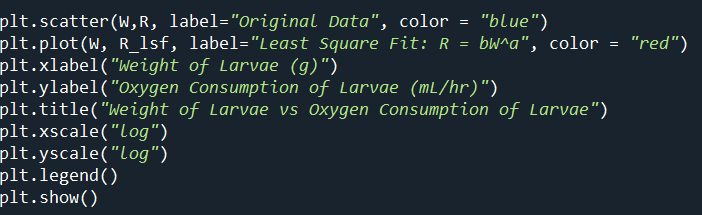 plt.scatter(W,R, label="Original Data", color = "blue")
plt.plot(W, R_lsf, label="Least Square Fit: R = bW^a", color = "red")
plt.xlabel("Weight of Larvae (g)")
plt.ylabel("Oxygen Consumption of Larvae (mL/hr)")
plt.title("Weight of Larvae vs Oxygen Consumption of Larvae")
plt.xscale("log")
plt.yscale("log")
plt.legend()
plt.show()